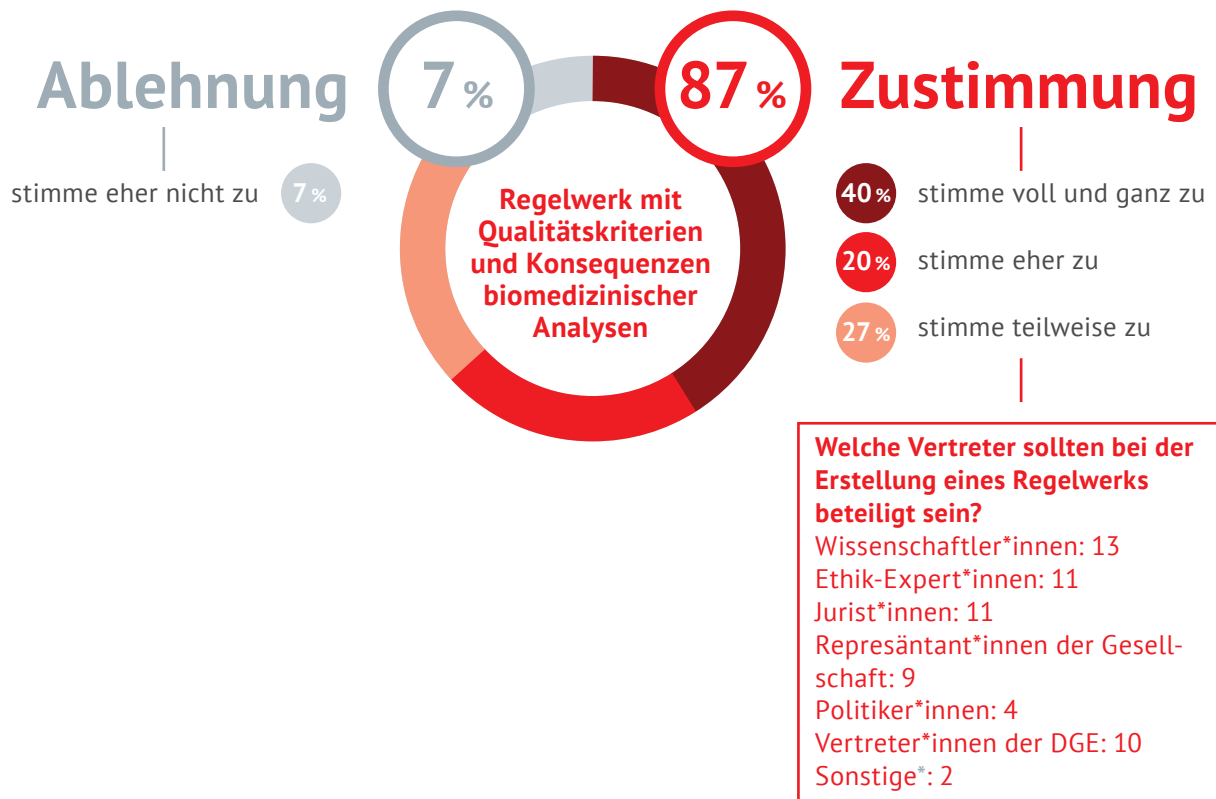 Ablehnung
7 %
stimme eher nicht zu
7 %
87 %
Zustimmung
40 %
stimme voll und ganz zu
20 %
stimme eher zu
27 %
stimme teilweise zu
Regelwerk mit
Qualitätskriterien
und Konsequenzen
biomedizinischer
Analysen
Welche Vertreter sollten bei der
Erstellung eines Regelwerks
beteiligt sein?
Wissenschaftler*innen: 13
Ethik-Expert*innen: 11
Jurist*innen: 11
Represäntant*innen der Gesell-
schaft: 9
Politiker*innen: 4
Vertreter*innen der DGE: 10
Sonstige*: 2